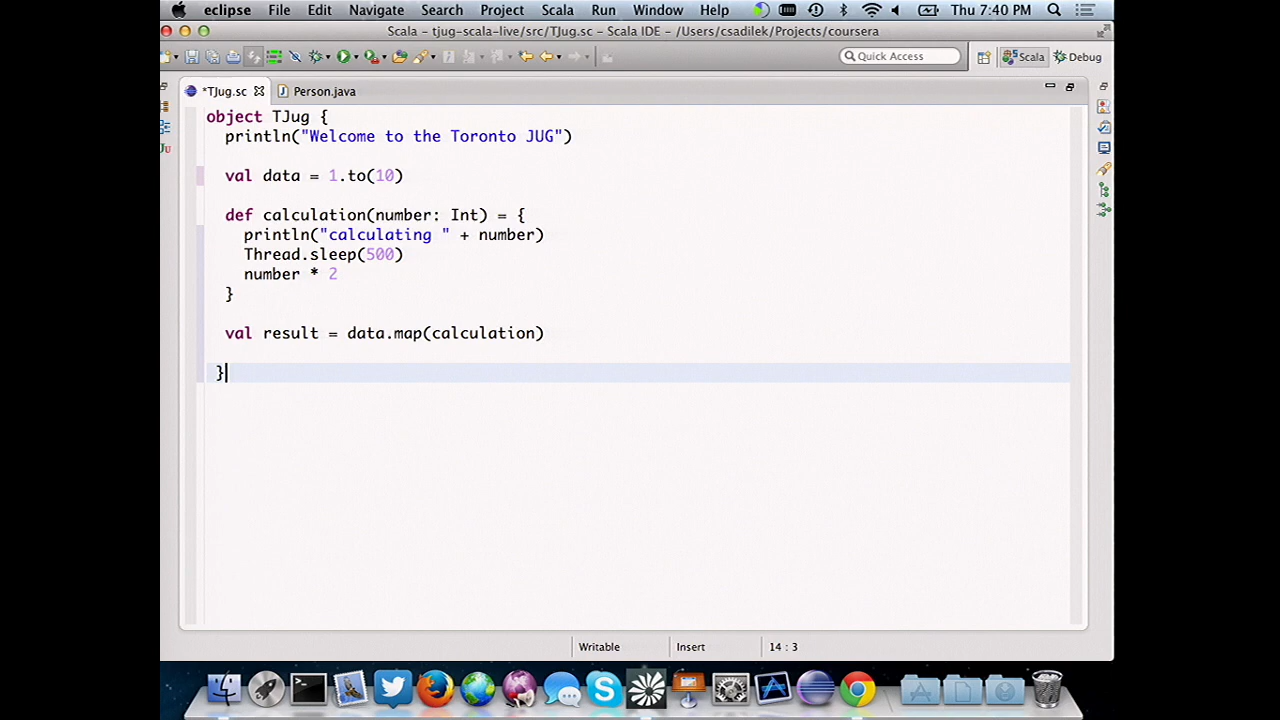 eclipse File Edit Navigate Search Project Scala Run Window Help Thu 7:40 PM
Scala - tjug-scala-live/src/TJug.sc - Scala IDE - /Users/csadilek/Projects/coursera
Quick Access Scala Debug
*TJug.sc Person.java
object TJug {
println("Welcome to the Toronto JUG")
val data = 1.to(10)
def calculation(number: Int) = {
println("calculating " + number)
Thread.sleep(500)
number * 2
}
val result = data.map(calculation)
}
Writable Insert 14 : 3